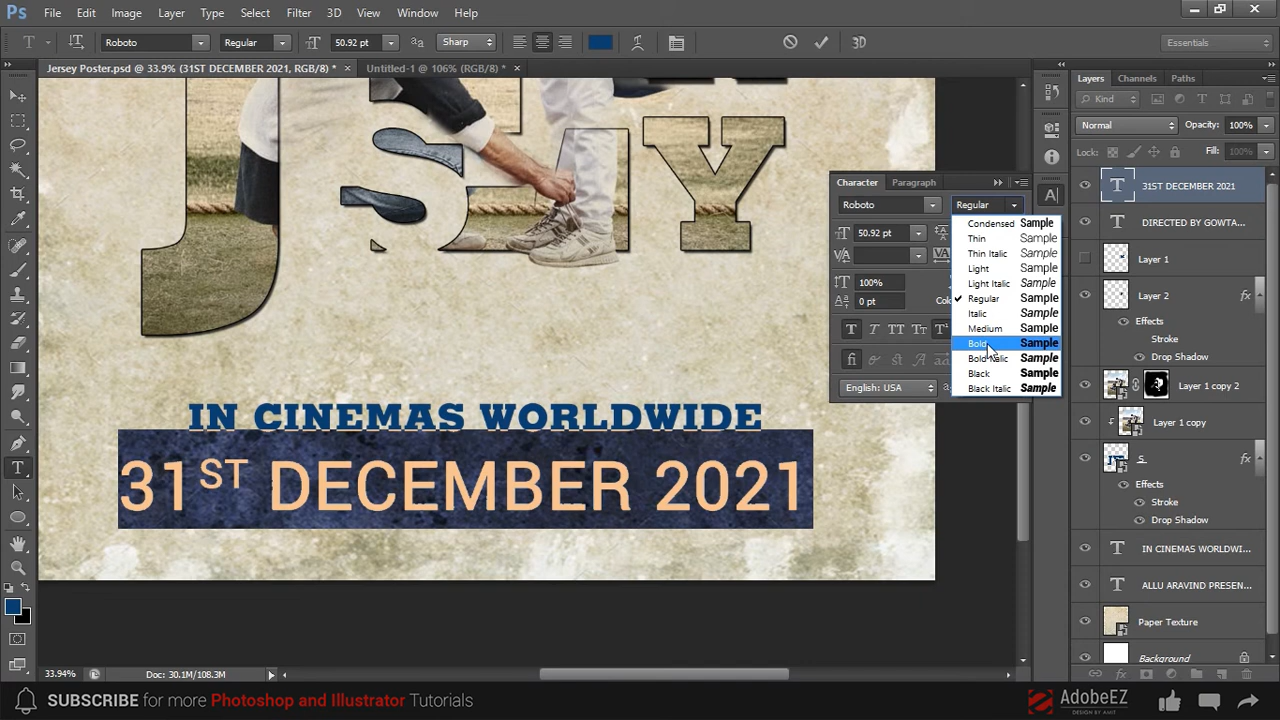 Ps File Edit Image Layer Type Select Filter 3D View Window Help
T Roboto Regular 50.92 pt Sharp 3D Essentials
Jersey Poster.psd @ 33.9% (31ST DECEMBER 2021, RGB/8) * × Untitled-1 @ 106% (RGB/8) * ×
Layers Channels Paths
Kind
Normal Opacity: 100%
Lock: Fill: 100%
J S Y
Character Paragraph
Roboto Regular
50.92 pt
100%
0 pt
English: USA
Condensed Sample
Thin Sample
Thin Italic Sample
Light Sample
Light Italic Sample
Regular Sample
Italic Sample
Medium Sample
Bold Sample
Bold Italic Sample
Black Sample
Black Italic Sample
31ST DECEMBER 2021
DIRECTED BY GOWTA...
Layer 1
Layer 2 fx
Effects
Stroke
Drop Shadow
Layer 1 copy 2
Layer 1 copy
S fx
Effects
Stroke
Drop Shadow
IN CINEMAS WORLDWI...
ALLU ARAVIND PRESEN...
Paper Texture
Background
IN CINEMAS WORLDWIDE
31ST DECEMBER 2021
33.94% Doc: 30.1M/108.3M
SUBSCRIBE for more Photoshop and Illustrator Tutorials
AdobeEZ
DESIGN BY AMIT